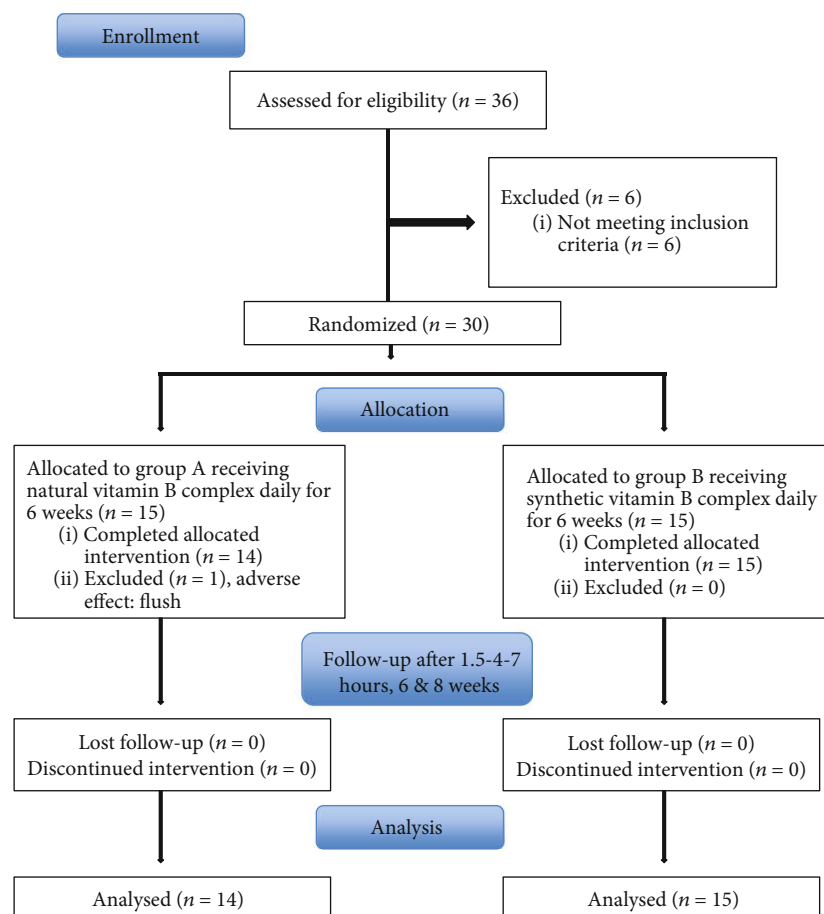 Enrollment
Assessed for eligibility (n = 36)
Excluded (n = 6)
(i) Not meeting inclusion
criteria (n = 6)
Randomized (n = 30)
Allocation
Allocated to group A receiving
natural vitamin B complex daily for
6 weeks (n = 15)
(i) Completed allocated
intervention (n = 14)
(ii) Excluded (n = 1), adverse
effect: flush
Allocated to group B receiving
synthetic vitamin B complex daily
for 6 weeks (n = 15)
(i) Completed allocated
intervention (n = 15)
(ii) Excluded (n = 0)
Follow-up after 1.5-4-7
hours, 6 & 8 weeks
Lost follow-up (n = 0)
Discontinued intervention (n = 0)
Lost follow-up (n = 0)
Discontinued intervention (n = 0)
Analysis
Analysed (n = 14)
Analysed (n = 15)